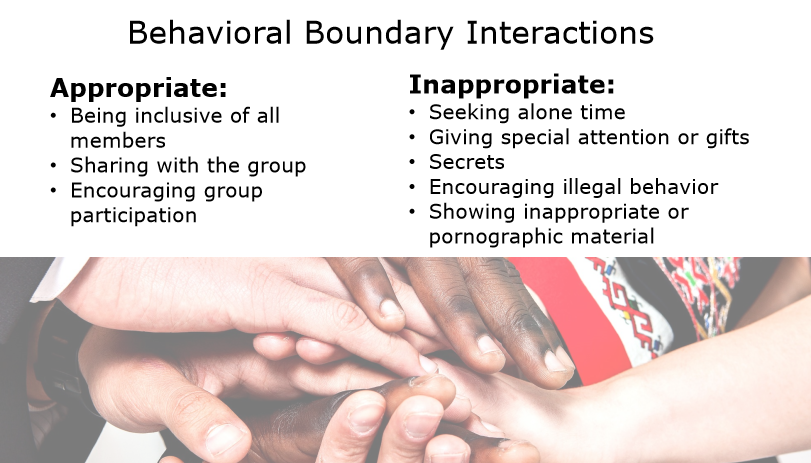 Behavioral Boundary Interactions
Appropriate:
• Being inclusive of all
members
• Sharing with the group
• Encouraging group
participation
Inappropriate:
• Seeking alone time
• Giving special attention or gifts
• Secrets
• Encouraging illegal behavior
• Showing inappropriate or
pornographic material